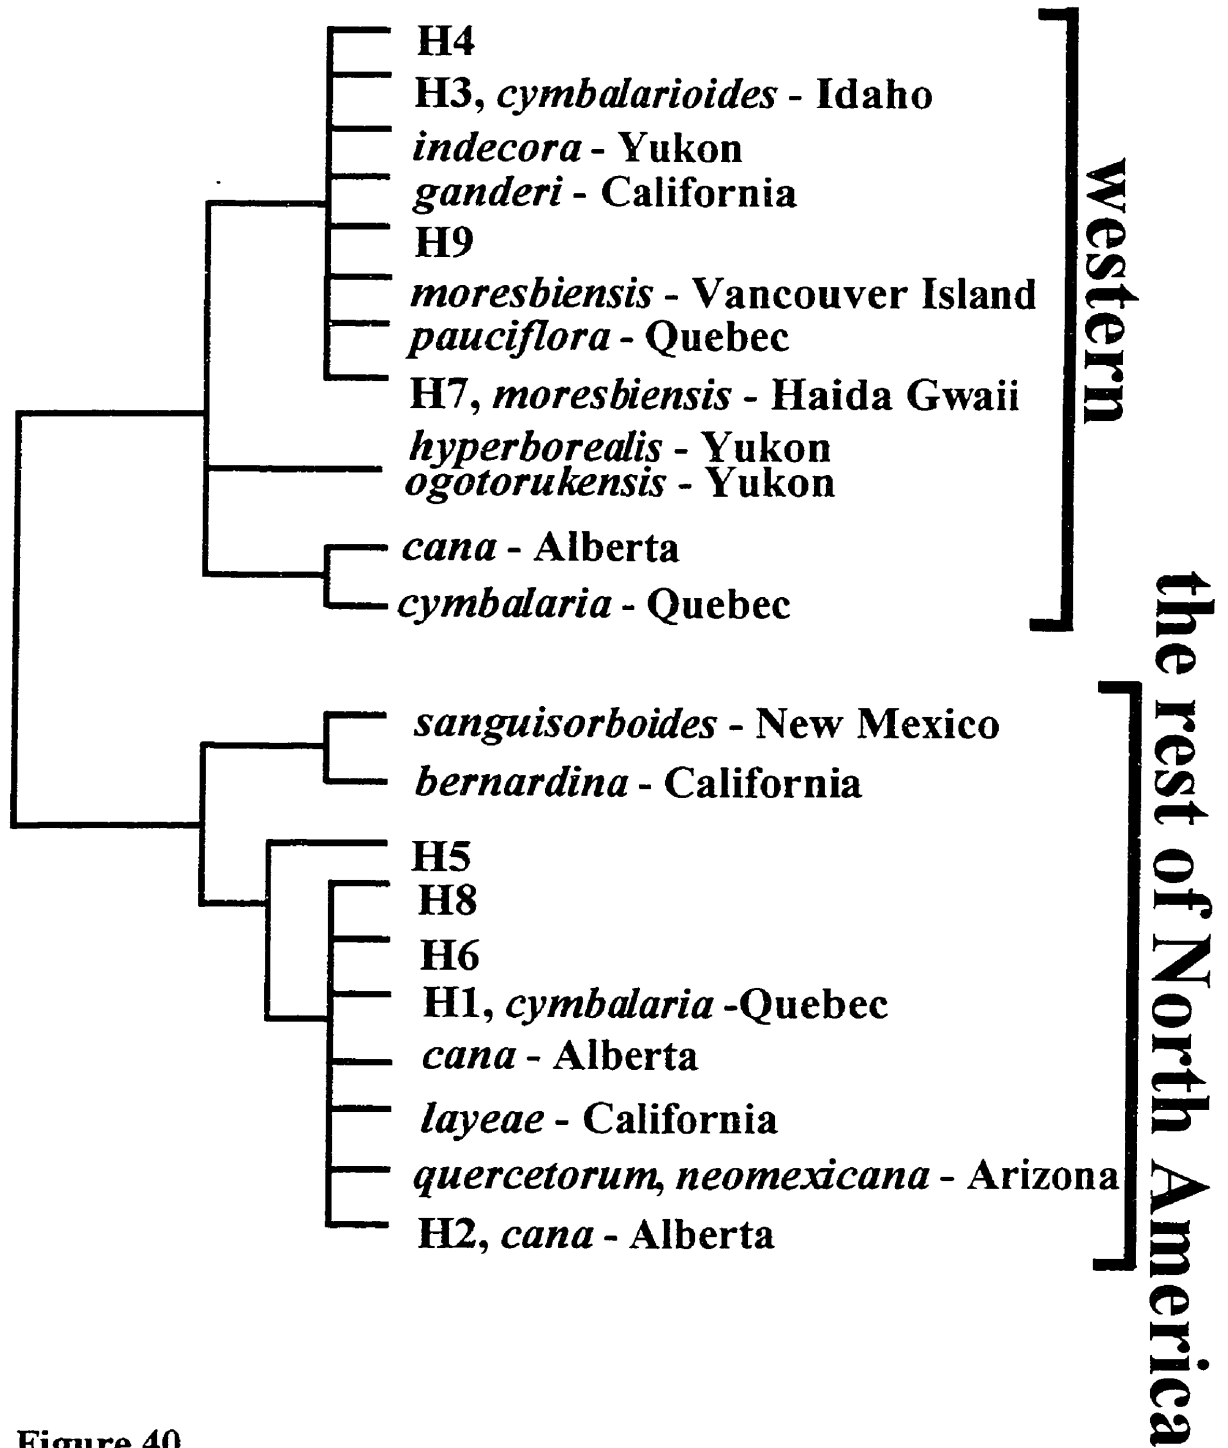 H4
H3, cymbalarioides - Idaho
indecora - Yukon
ganderi - California
H9
moresbiensis - Vancouver Island
pauciflora - Quebec
H7, moresbiensis - Haida Gwaii
hyperborealis - Yukon
ogotorukensis - Yukon
cana - Alberta
cymbalaria - Quebec
western
sanguisorboides - New Mexico
bernardina - California
H5
H8
H6
H1, cymbalaria -Quebec
cana - Alberta
layeae - California
quercetorum, neomexicana - Arizona
H2, cana - Alberta
the rest of North America
Figure 40